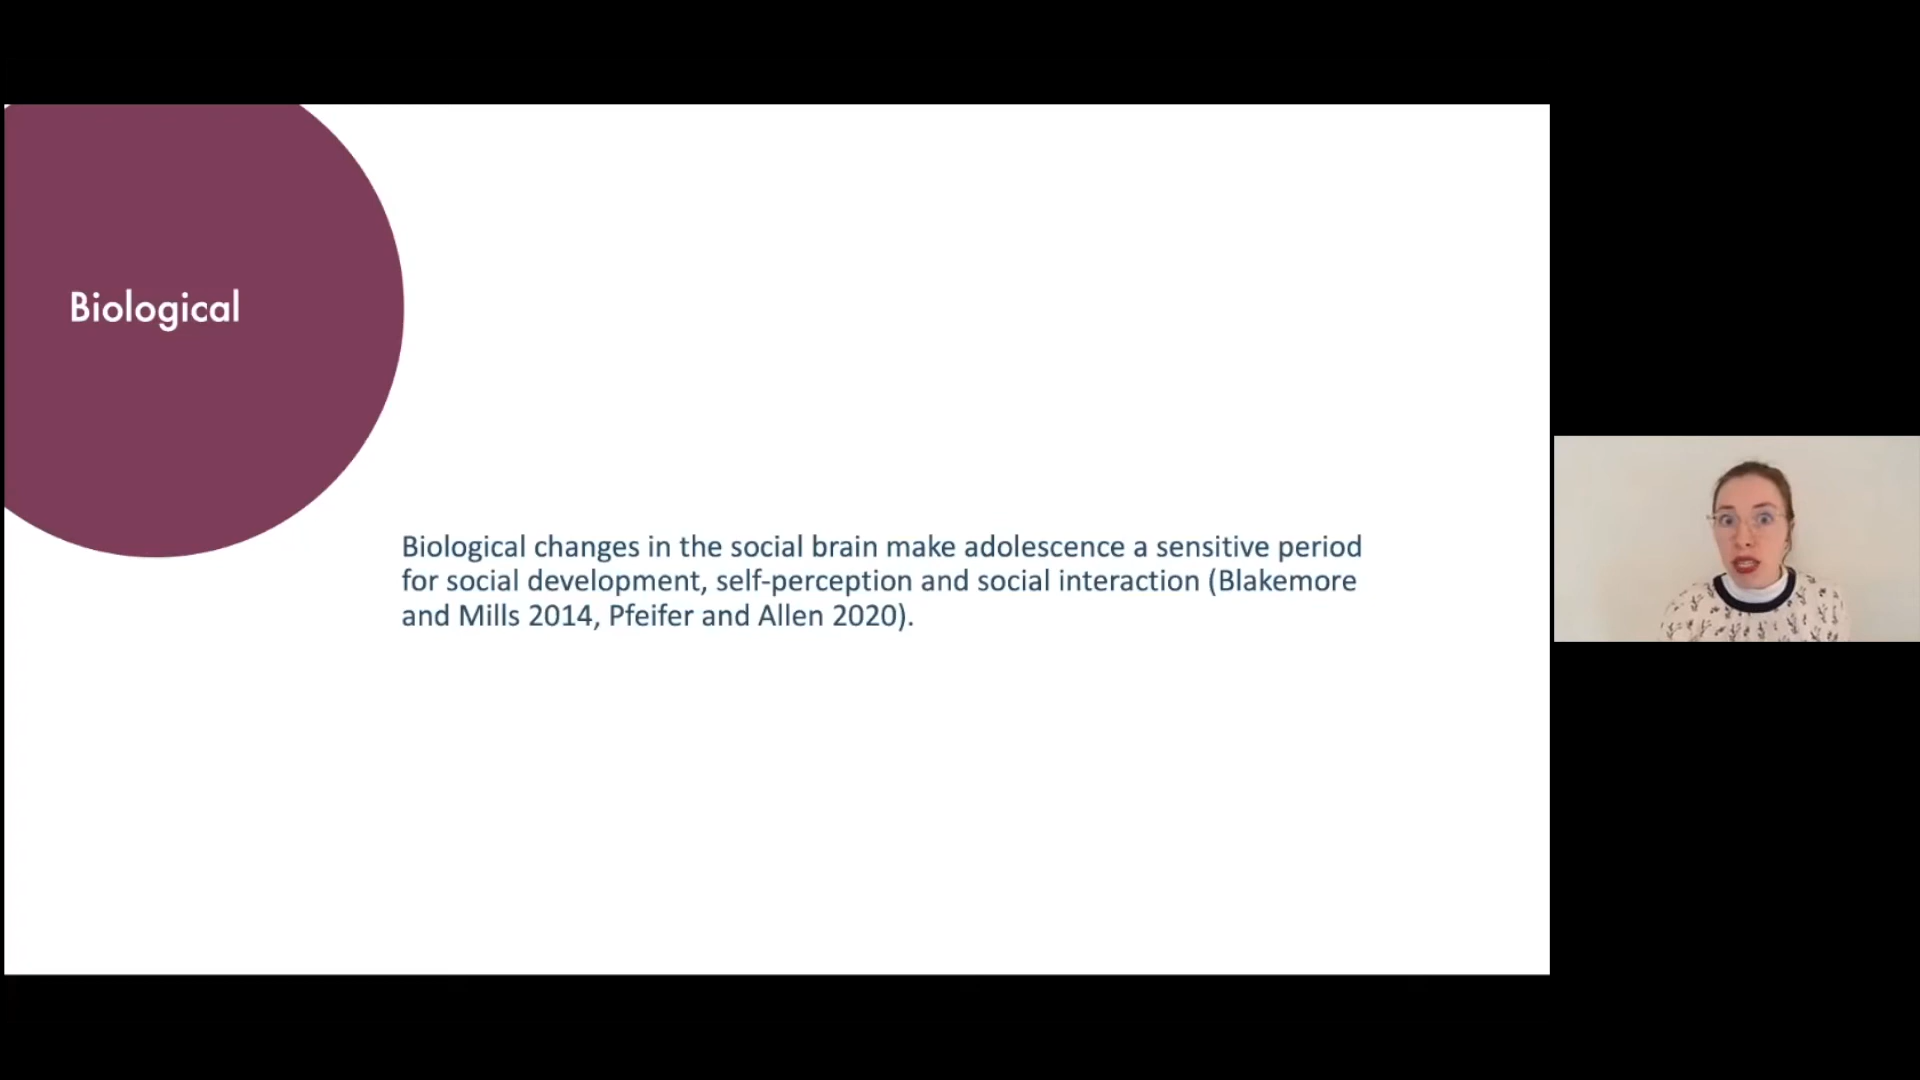 Biological
Biological changes in the social brain make adolescence a sensitive period
for social development, self-perception and social interaction (Blakemore
and Mills 2014, Pfeifer and Allen 2020).